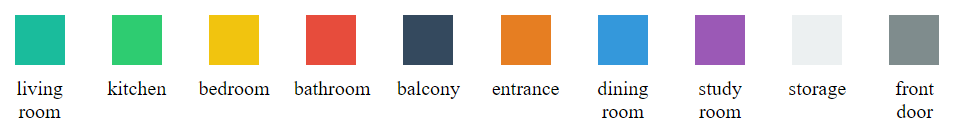 living room
kitchen
bedroom
bathroom
balcony
entrance
dining room
study room
storage
front door